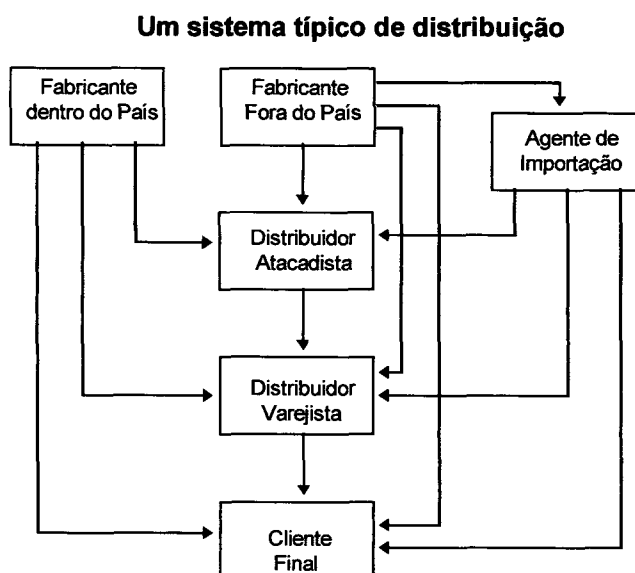 Um sistema típico de distribuição
Fabricante
dentro do País
Fabricante
Fora do País
Agente de
Importação
Distribuidor
Atacadista
Distribuidor
Varejista
Cliente
Final